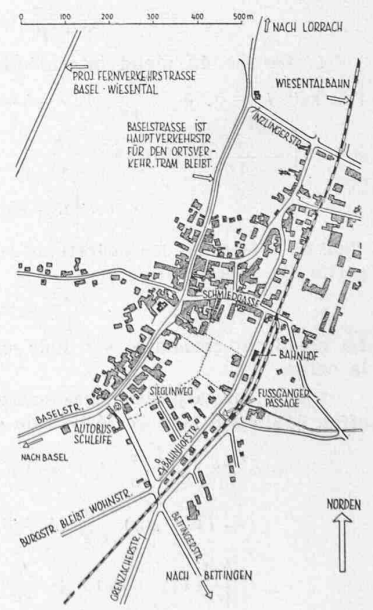 0 100 200 300 400 500 m
NACH LÖRRACH
PROJ. FERNVERKEHRSTRASSE
BASEL - WIESENTAL
WIESENTALBAHN
BASELSTRASSE IST
HAUPTVERKEHRSTR.
FÜR DEN ORTSVER-
KEHR. TRAM BLEIBT.
INZLINGERSTR.
SCHMIEDGASSE
BAHNHOF
SIEGLINWEG
FUSSGÄNGER
PASSAGE
BASELSTR.
AUTOBUS
SCHLEIFE
BAHNHOFSTR.
NACH BASEL
BURGSTR. BLEIBT WOHNSTR.
GRENZACHERSTR.
BETTINGERSTR.
NACH BETTINGEN
NORDEN